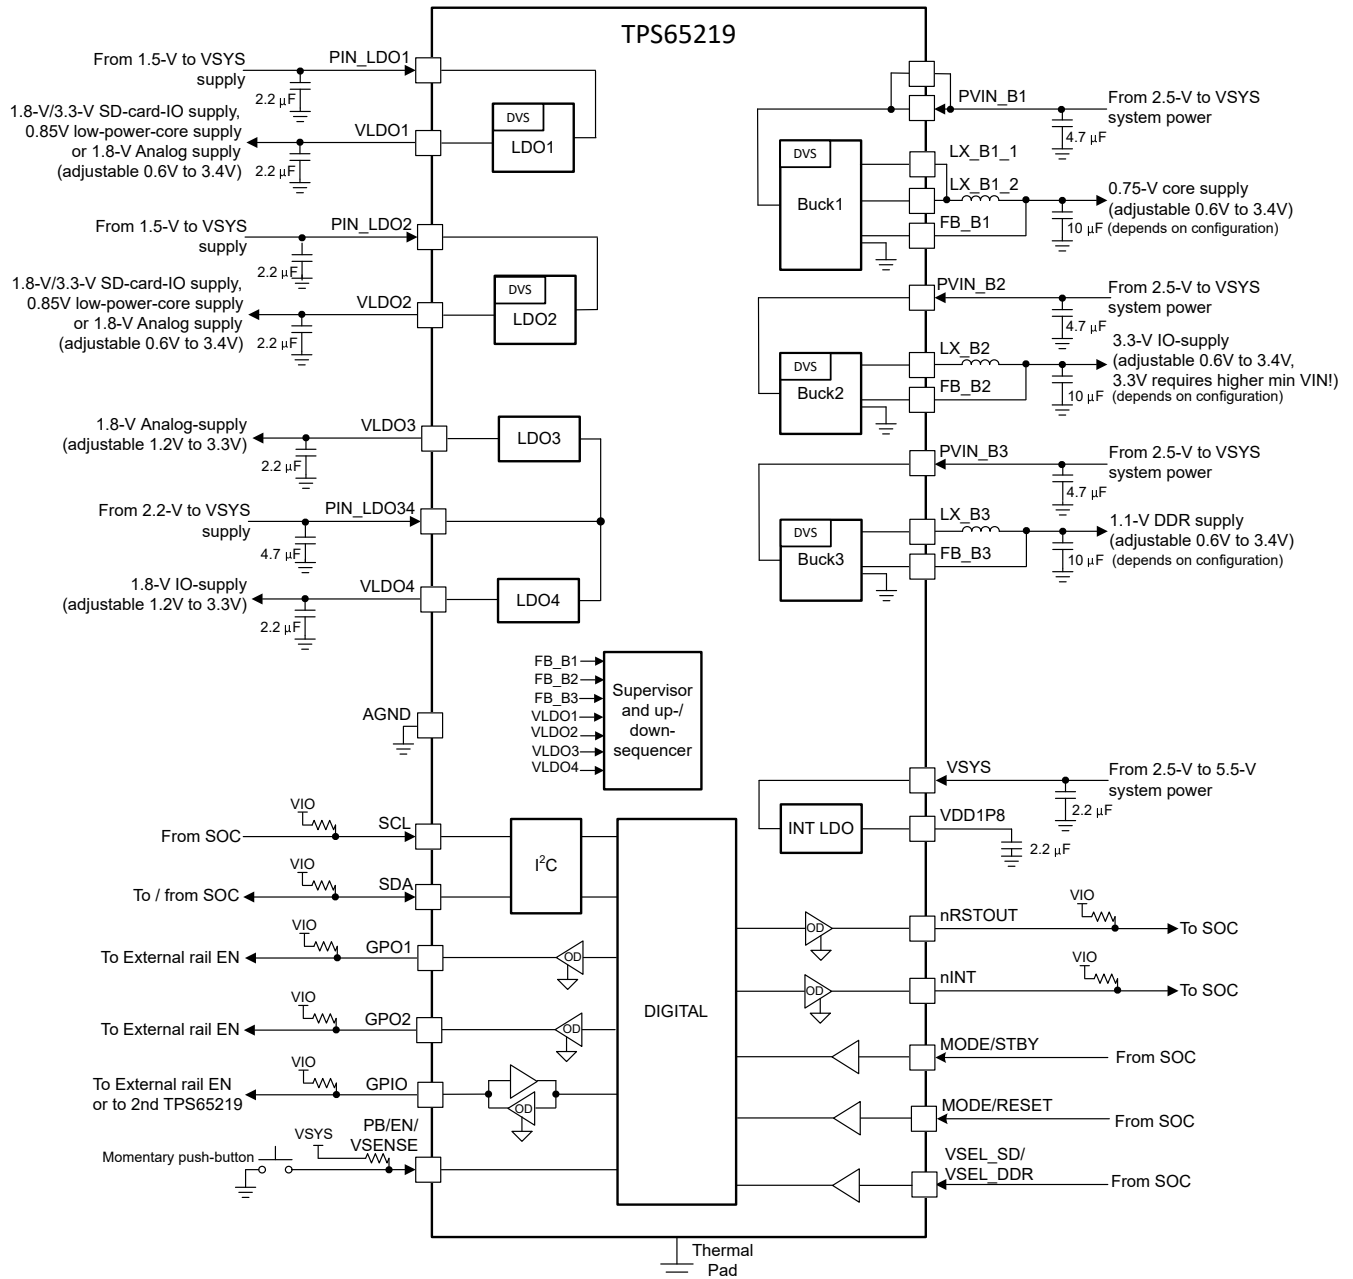 TPS65219
From 1.5-V to VSYS
supply
PIN_LDO1
2.2 μF
1.8-V/3.3-V SD-card-IO supply,
0.85V low-power-core supply
or 1.8-V Analog supply
(adjustable 0.6V to 3.4V)
VLDO1
2.2 μF
DVS
LDO1
From 1.5-V to VSYS
supply
PIN_LDO2
2.2 μF
1.8-V/3.3-V SD-card-IO supply,
0.85V low-power-core supply
or 1.8-V Analog supply
(adjustable 0.6V to 3.4V)
VLDO2
2.2 μF
DVS
LDO2
1.8-V Analog-supply
(adjustable 1.2V to 3.3V)
VLDO3
2.2 μF
LDO3
From 2.2-V to VSYS
supply
PIN_LDO34
4.7 μF
1.8-V IO-supply
(adjustable 1.2V to 3.3V)
VLDO4
2.2 μF
LDO4
PVIN_B1
From 2.5-V to VSYS
system power
4.7 μF
DVS
Buck1
LX_B1_1
LX_B1_2
FB_B1
0.75-V core supply
(adjustable 0.6V to 3.4V)
(depends on configuration)
10 μF
PVIN_B2
From 2.5-V to VSYS
system power
4.7 μF
DVS
Buck2
LX_B2
FB_B2
3.3-V IO-supply
(adjustable 0.6V to 3.4V,
3.3V requires higher min VIN!)
(depends on configuration)
10 μF
PVIN_B3
From 2.5-V to VSYS
system power
4.7 μF
DVS
Buck3
LX_B3
FB_B3
1.1-V DDR supply
(adjustable 0.6V to 3.4V)
(depends on configuration)
10 μF
FB_B1
FB_B2
FB_B3
VLDO1
VLDO2
VLDO3
VLDO4
Supervisor
and up-/
down-
sequencer
AGND
VSYS
From 2.5-V to 5.5-V
system power
2.2 μF
INT LDO
VDD1P8
2.2 μF
From SOC
VIO
SCL
To / from SOC
VIO
SDA
I2C
To External rail EN
VIO
GPO1
OD
To External rail EN
VIO
GPO2
OD
To External rail EN
or to 2nd TPS65219
VIO
GPIO
OD
Momentary push-button
VSYS
PB/EN/
VSENSE
DIGITAL
OD
nRSTOUT
VIO
To SOC
OD
nINT
VIO
To SOC
MODE/STBY
From SOC
MODE/RESET
From SOC
VSEL_SD/
VSEL_DDR
From SOC
Thermal
Pad